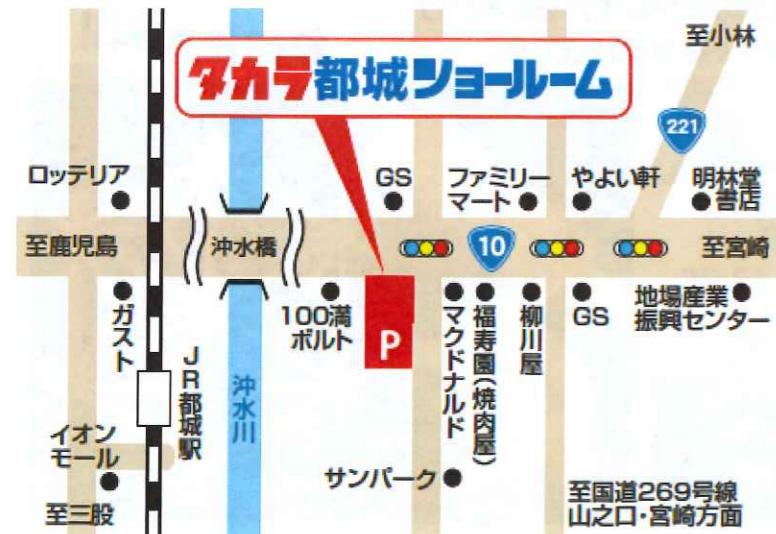 至小林
タカラ都城ショールーム
221
ロッテリア
GS
ファミリー
マート
やよい軒
明林堂
書店
至鹿児島
沖水橋
10
至宮崎
ガスト
100満
ボルト
P
マクドナルド
福寿園(焼肉屋)
柳川屋
GS
地場産業
振興センター
JR都城駅
沖水川
イオン
モール
サンパーク
至三股
至国道269号線
山之口・宮崎方面